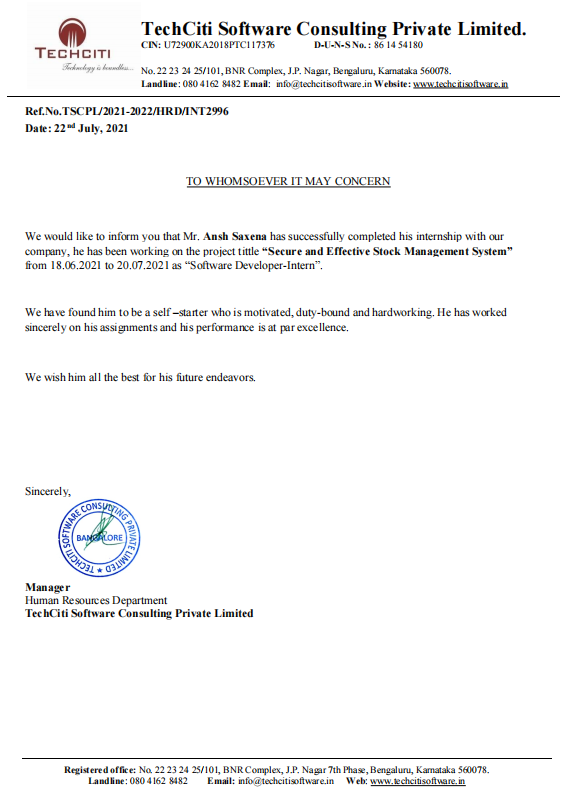 TechCiti Software Consulting Private Limited.
CIN: U72900KA2018PTC117376 D-U-N-S No. : 86 14 54180
TECHCITI
Technology is boundless...
No. 22 23 24 25/101, BNR Complex, J.P. Nagar, Bengaluru, Karnataka 560078.
Landline: 080 4162 8482 Email: info@techcitisoftware.in Website: www.techcitisoftware.in
Ref.No.TSCPL/2021-2022/HRD/INT2996
Date: 22nd July, 2021
TO WHOMSOEVER IT MAY CONCERN
We would like to inform you that Mr. Ansh Saxena has successfully completed his internship with our
company, he has been working on the project tittle “Secure and Effective Stock Management System”
from 18.06.2021 to 20.07.2021 as “Software Developer-Intern”.
We have found him to be a self –starter who is motivated, duty-bound and hardworking. He has worked
sincerely on his assignments and his performance is at par excellence.
We wish him all the best for his future endeavors.
Sincerely,
TECHCITI SOFTWARE CONSULTING PRIVATE LIMITED
BANGALORE
Manager
Human Resources Department
TechCiti Software Consulting Private Limited
Registered office: No. 22 23 24 25/101, BNR Complex, J.P. Nagar 7th Phase, Bengaluru, Karnataka 560078.
Landline: 080 4162 8482 Email: info@techcitisoftware.in Web: www.techcitisoftware.in